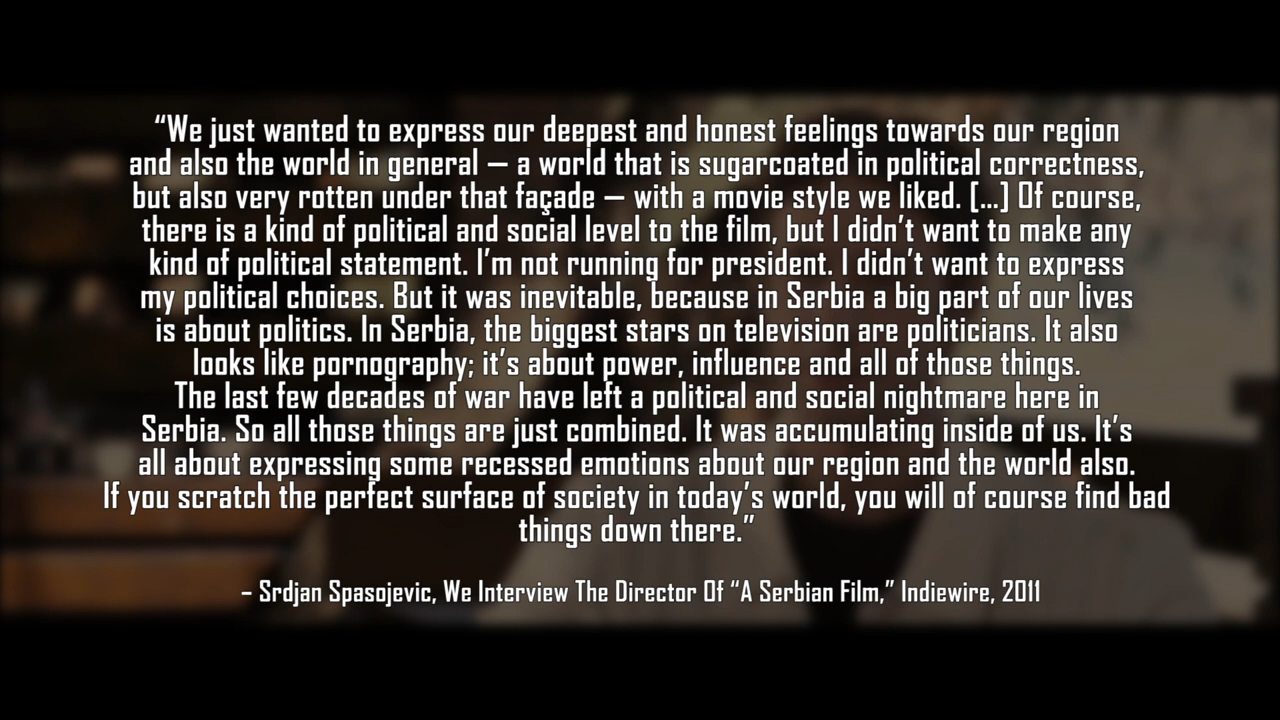 “We just wanted to express our deepest and honest feelings towards our region
and also the world in general — a world that is sugarcoated in political correctness,
but also very rotten under that façade — with a movie style we liked. [...] Of course,
there is a kind of political and social level to the film, but I didn’t want to make any
kind of political statement. I’m not running for president. I didn’t want to express
my political choices. But it was inevitable, because in Serbia a big part of our lives
is about politics. In Serbia, the biggest stars on television are politicians. It also
looks like pornography; it’s about power, influence and all of those things.
The last few decades of war have left a political and social nightmare here in
Serbia. So all those things are just combined. It was accumulating inside of us. It’s
all about expressing some recessed emotions about our region and the world also.
If you scratch the perfect surface of society in today’s world, you will of course find bad
things down there.”
– Srdjan Spasojevic, We Interview The Director Of “A Serbian Film,” Indiewire, 2011